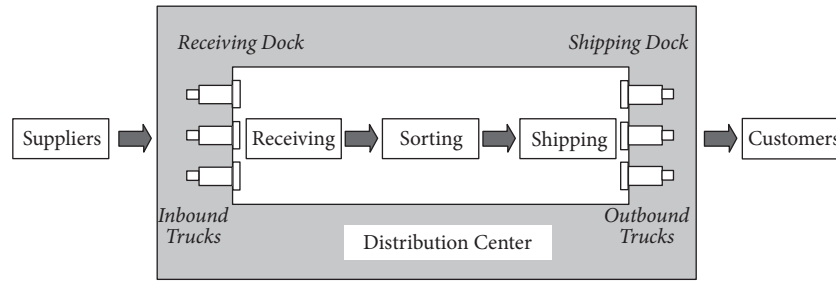 Receiving Dock
Shipping Dock
Suppliers
Receiving
Sorting
Shipping
Customers
Inbound
Trucks
Outbound
Trucks
Distribution Center